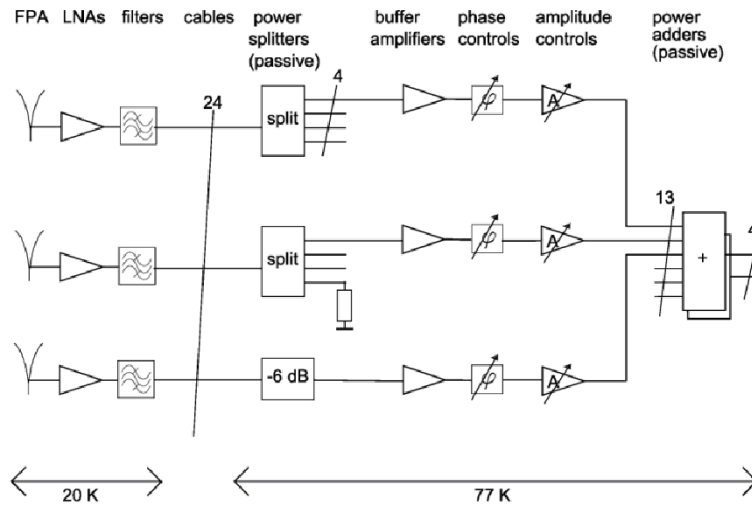 FPA LNAs filters cables power splitters (passive) buffer amplifiers phase controls amplitude controls power adders (passive)
24
4
split
φ
A
13
split
φ
A
+
4
-6 dB
φ
A
20 K
77 K